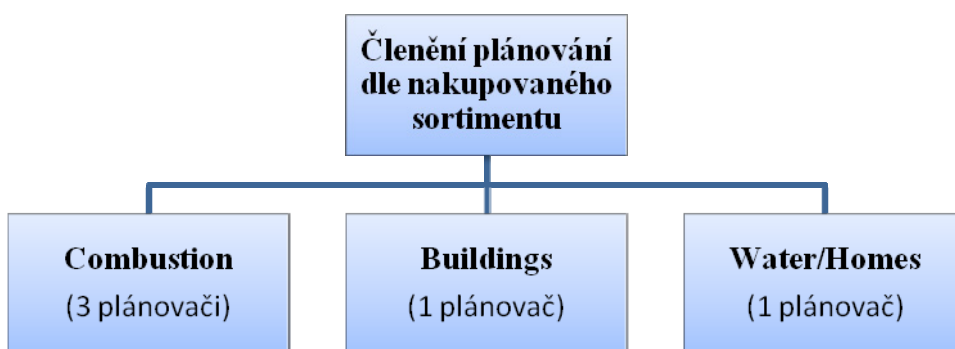 Členění plánování
dle nakupovaného
sortimentu
Combustion
(3 plánovači)
Buildings
(1 plánovač)
Water/Homes
(1 plánovač)